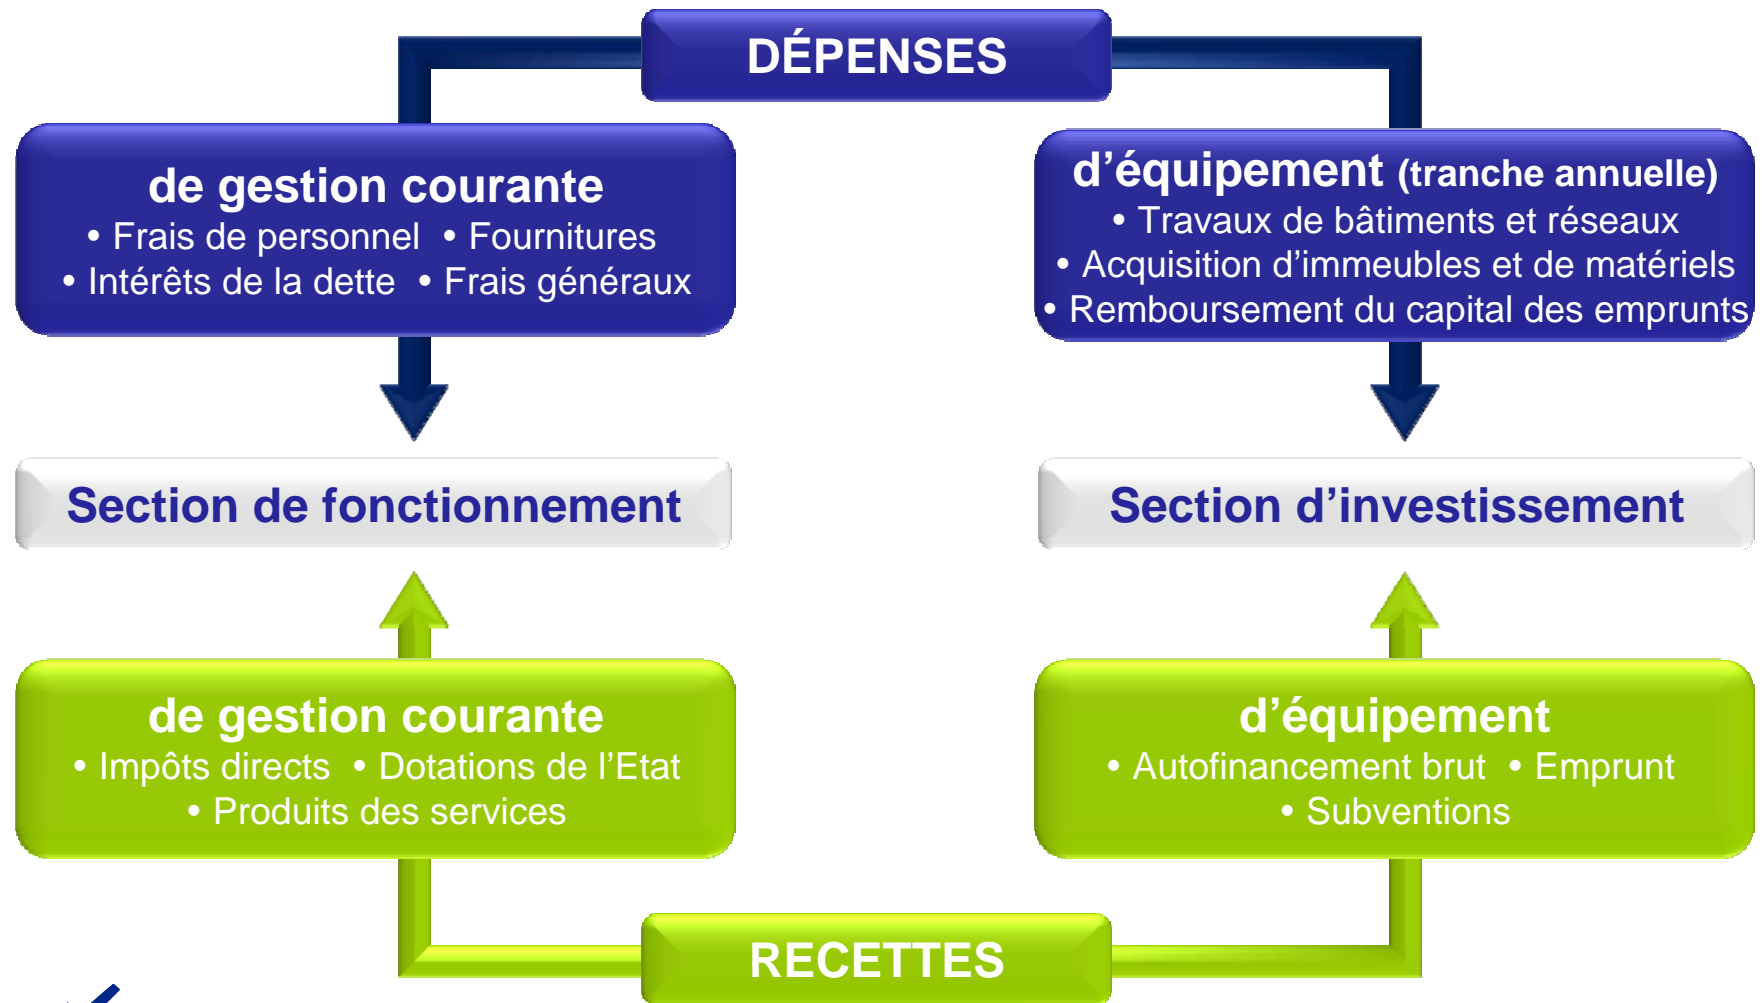 DÉPENSES
de gestion courante
• Frais de personnel • Fournitures
• Intérêts de la dette • Frais généraux
d’équipement (tranche annuelle)
• Travaux de bâtiments et réseaux
• Acquisition d’immeubles et de matériels
• Remboursement du capital des emprunts
Section de fonctionnement
Section d’investissement
de gestion courante
• Impôts directs • Dotations de l’Etat
• Produits des services
d’équipement
• Autofinancement brut • Emprunt
• Subventions
RECETTES